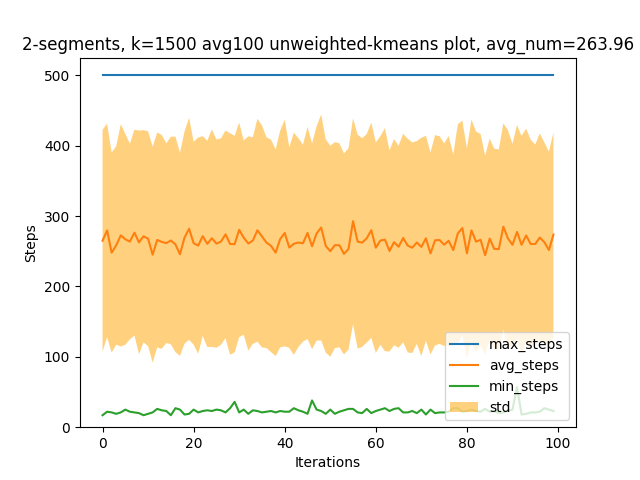 2-segments, k=1500 avg100 unweighted-kmeans plot, avg_num=263.96
500
400
300
200
100
0
Steps
0 20 40 60 80 100
Iterations
max_steps
avg_steps
min_steps
std